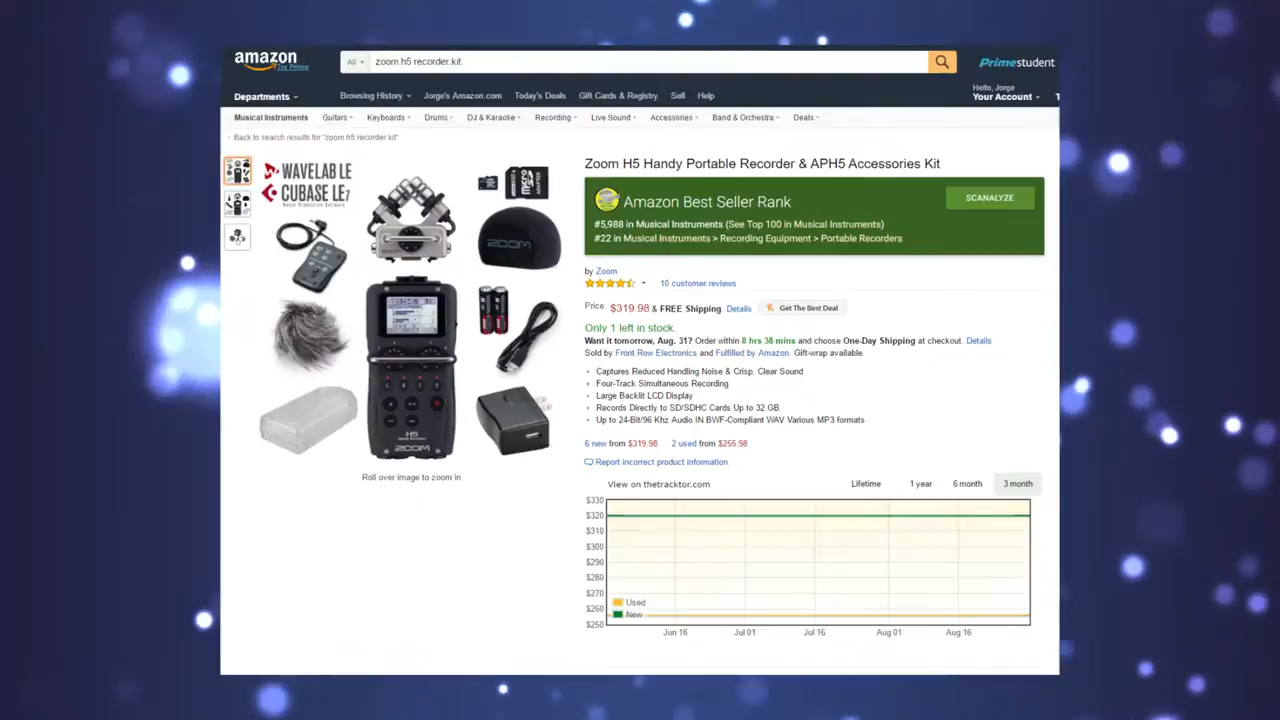 amazon
Try Prime
All
zoom h5 recorder kit
Primestudent
Departments
Browsing History
Jorge's Amazon.com
Today's Deals
Gift Cards & Registry
Sell
Help
Hello, Jorge
Your Account
Musical Instruments
Guitars
Keyboards
Drums
DJ & Karaoke
Recording
Live Sound
Accessories
Band & Orchestra
Deals
‹ Back to search results for "zoom h5 recorder kit"
WAVELAB LE
CUBASE LE7
ZOOM
H5
Handy Recorder
ZOOM
Roll over image to zoom in
Zoom H5 Handy Portable Recorder & APH5 Accessories Kit
Amazon Best Seller Rank
SCANALYZE
#5,988 in Musical Instruments (See Top 100 in Musical Instruments)
#22 in Musical Instruments > Recording Equipment > Portable Recorders
by Zoom
10 customer reviews
Price: $319.98 & FREE Shipping. Details
Get The Best Deal
Only 1 left in stock.
Want it tomorrow, Aug. 31? Order within 8 hrs 38 mins and choose One-Day Shipping at checkout. Details
Sold by Front Row Electronics and Fulfilled by Amazon. Gift-wrap available.
Captures Reduced Handling Noise & Crisp, Clear Sound
Four-Track Simultaneous Recording
Large Backlit LCD Display
Records Directly to SD/SDHC Cards Up to 32 GB
Up to 24-Bit/96 Khz Audio IN BWF-Compliant WAV Various MP3 formats
6 new from $319.98 2 used from $255.98
Report incorrect product information.
View on thetracktor.com
Lifetime
1 year
6 month
3 month
$330
$320
$310
$300
$290
$280
$270
$260
$250
Used
New
Jun 16
Jul 01
Jul 16
Aug 01
Aug 16